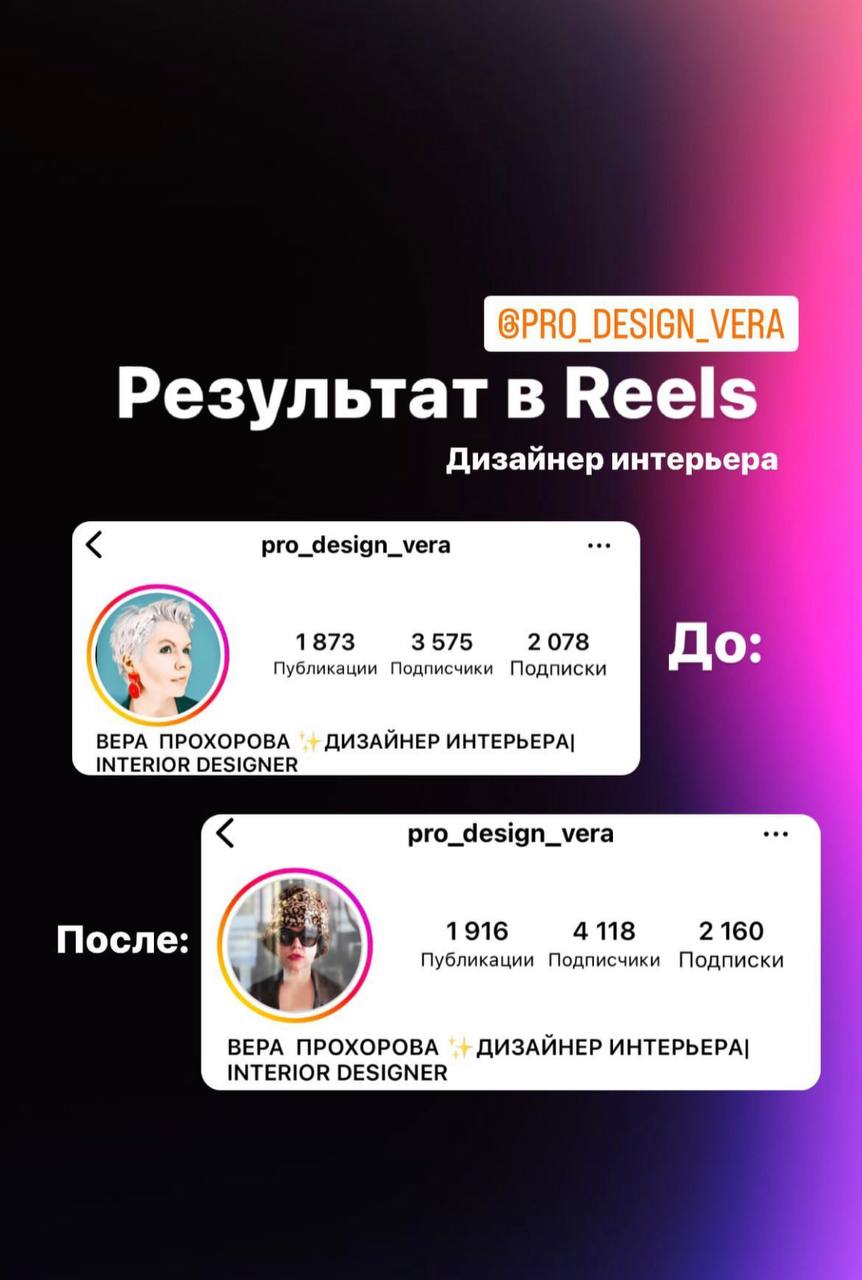 @PRO_DESIGN_VERA
Результат в Reels
Дизайнер интерьера
pro_design_vera
1 873 3 575 2 078
Публикации Подписчики Подписки
ВЕРА ПРОХОРОВА ✨ДИЗАЙНЕР ИНТЕРЬЕРА|
INTERIOR DESIGNER
До:
pro_design_vera
После:
1 916 4 118 2 160
Публикации Подписчики Подписки
ВЕРА ПРОХОРОВА ✨ДИЗАЙНЕР ИНТЕРЬЕРА|
INTERIOR DESIGNER